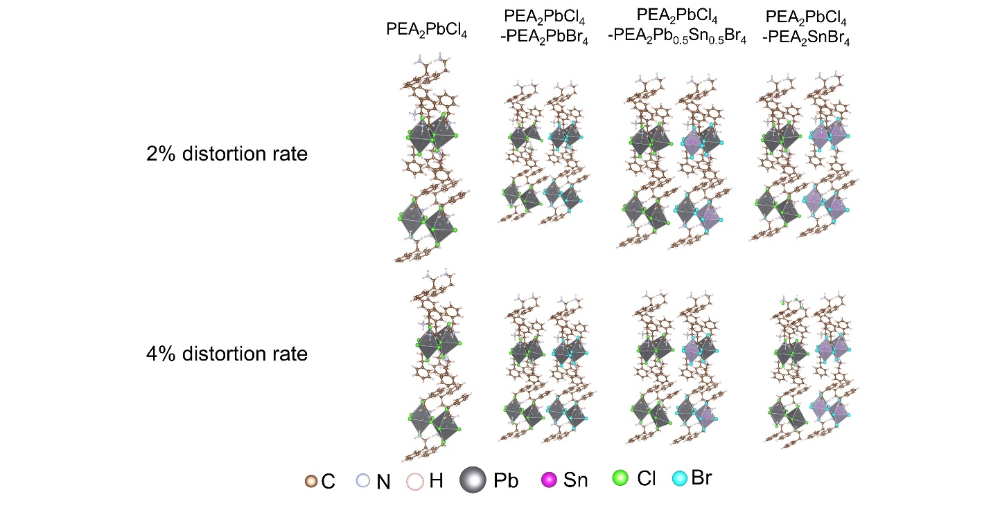 PEA₂PbCl₄
PEA₂PbCl₄
-PEA₂PbBr₄
PEA₂PbCl₄
-PEA₂Pb₀.₅Sn₀.₅Br₄
PEA₂PbCl₄
-PEA₂SnBr₄
2% distortion rate
4% distortion rate
C N H Pb Sn Cl Br